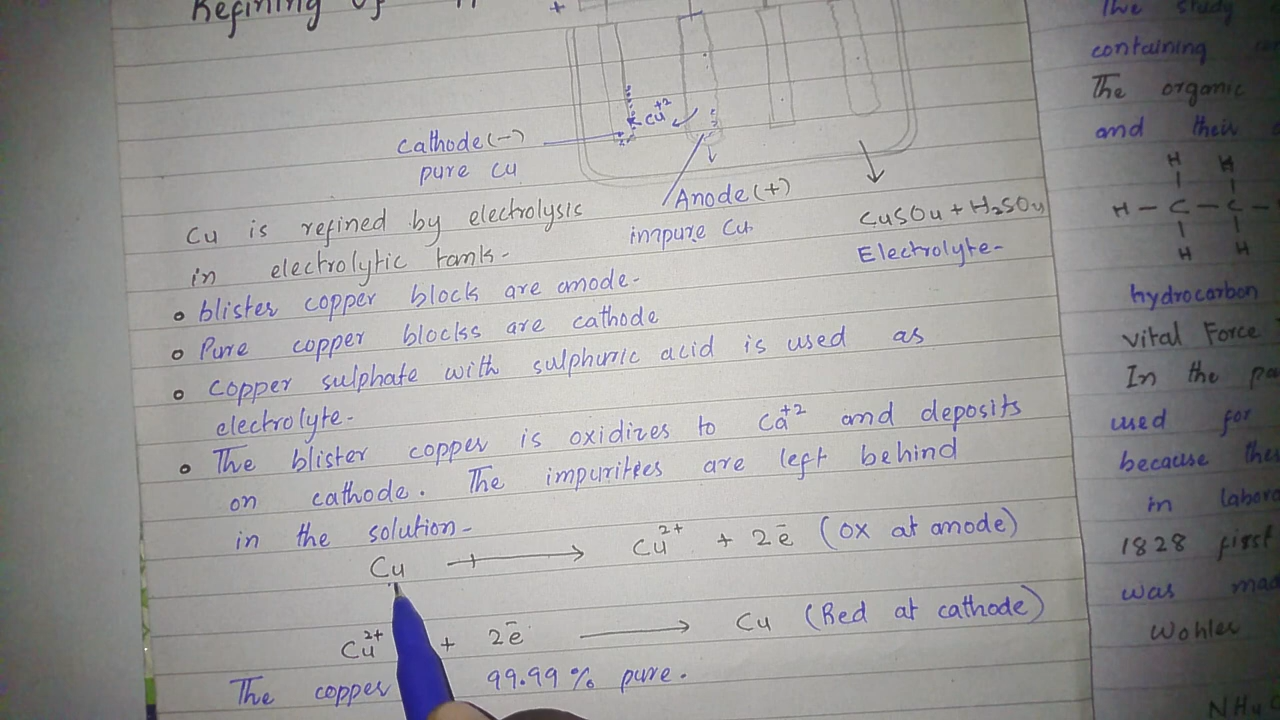 Refining of
+
Cu+2
cathode(-)
pure cu
Anode(+)
impure Cu
CuSO4 + H2SO4
Electrolyte-
Cu is refined by electrolysis
in electrolytic tank-
blister copper block are anode-
Pure copper blocks are cathode
copper sulphate with sulphuric acid is used as
electrolyte-
The blister copper is oxidizes to Ca+2 and deposits
on cathode. The impurities are left behind
in the solution-
Cu → Cu2+ + 2e̅ (Ox at anode)
Cu2+ + 2e̅ → Cu (Red at cathode)
The copper 99.99% pure.
The study
containing
The organic
and their
H H
H - C - C -
H H
hydrocarbon
vital Force
In the
used for
because
in
1828 first
was
Wohler